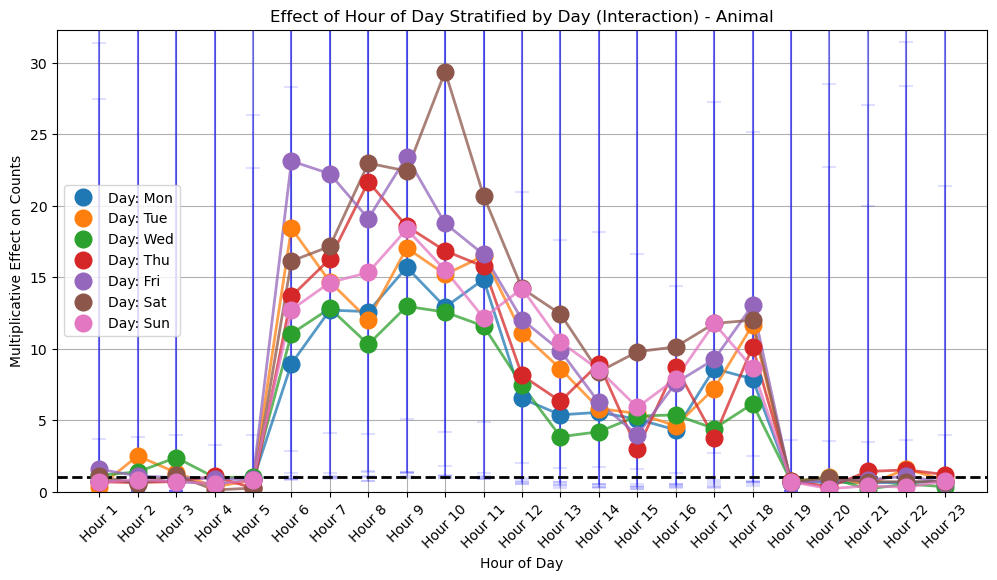 Effect of Hour of Day Stratified by Day (Interaction) - Animal
Multiplicative Effect on Counts
30
25
20
15
10
5
0
Day: Mon
Day: Tue
Day: Wed
Day: Thu
Day: Fri
Day: Sat
Day: Sun
Hour 1
Hour 2
Hour 3
Hour 4
Hour 5
Hour 6
Hour 7
Hour 8
Hour 9
Hour 10
Hour 11
Hour 12
Hour 13
Hour 14
Hour 15
Hour 16
Hour 17
Hour 18
Hour 19
Hour 20
Hour 21
Hour 22
Hour 23
Hour of Day